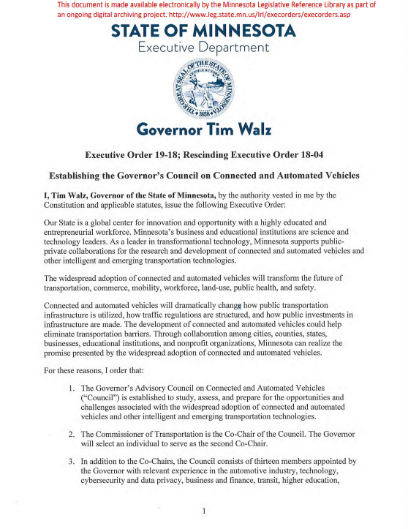 This document is made available electronically by the Minnesota Legislative Reference Library as part of
an ongoing digital archiving project. http://www.leg.state.mn.us/lrl/execorders/execorders.asp
STATE OF MINNESOTA
Executive Department
Governor Tim Walz
Executive Order 19-18; Rescinding Executive Order 18-04
Establishing the Governor's Council on Connected and Automated Vehicles
I, Tim Walz, Governor of the State of Minnesota, by the authority vested in me by the
Constitution and applicable statutes, issue the following Executive Order:
Our State is a global center for innovation and opportunity with a highly educated and
entrepreneurial workforce. Minnesota's business and educational institutions are science and
technology leaders. As a leader in transformational technology, Minnesota supports public-
private collaborations for the research and development of connected and automated vehicles and
other intelligent and emerging transportation technologies.
The widespread adoption of connected and automated vehicles will transform the future of
transportation, commerce, mobility, workforce, land-use, public health, and safety.
Connected and automated vehicles will dramatically change how public transportation
infrastructure is utilized, how traffic regulations are structured, and how public investments in
infrastructure are made. The development of connected and automated vehicles could help
eliminate transportation barriers. Through collaboration among cities, counties, states,
businesses, educational institutions, and nonprofit organizations, Minnesota can realize the
promise presented by the widespread adoption of connected and automated vehicles.
For these reasons, I order that:
1. The Governor's Advisory Council on Connected and Automated Vehicles
("Council") is established to study, assess, and prepare for the opportunities and
challenges associated with the widespread adoption of connected and automated
vehicles and other intelligent and emerging transportation technologies.
2. The Commissioner of Transportation is the Co-Chair of the Council. The Governor
will select an individual to serve as the second Co-Chair.
3. In addition to the Co-Chairs, the Council consists of thirteen members appointed by
the Governor with relevant experience in the automotive industry, technology,
cybersecurity and data privacy, business and finance, transit, higher education,
1